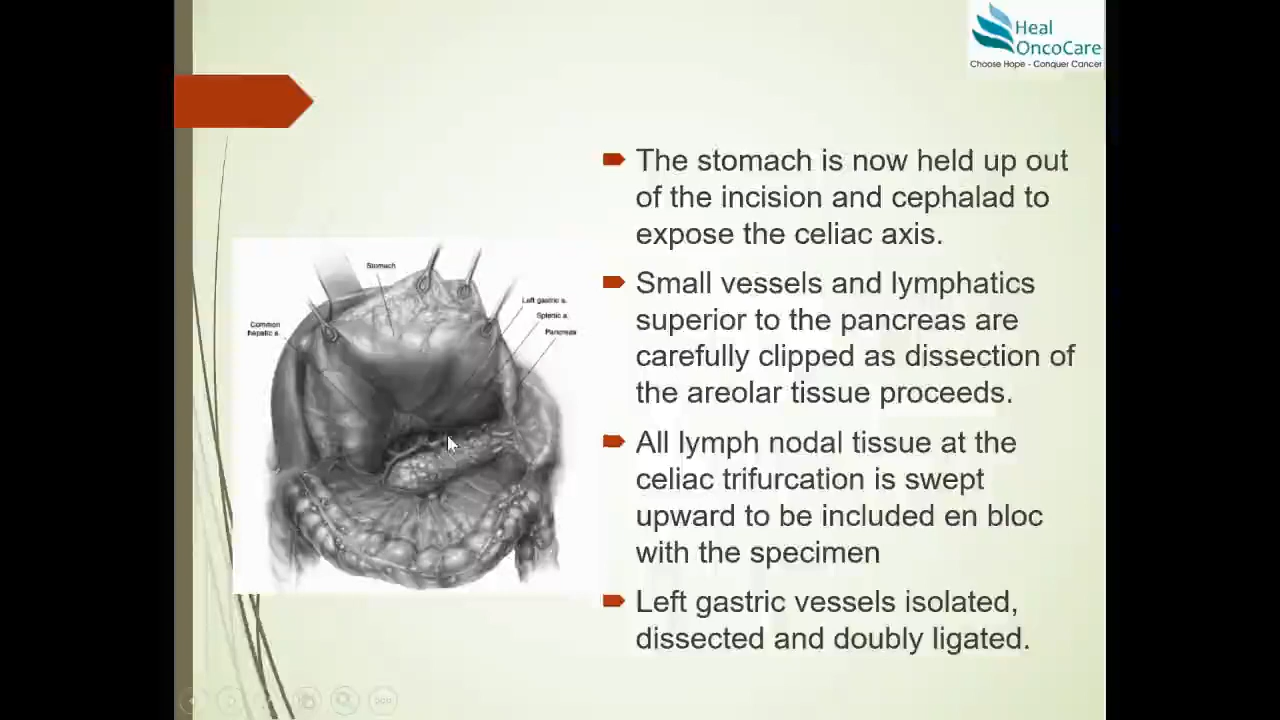 Heal
OncoCare
Choose Hope - Conquer Cancer
The stomach is now held up out
of the incision and cephalad to
expose the celiac axis.
Small vessels and lymphatics
superior to the pancreas are
carefully clipped as dissection of
the areolar tissue proceeds.
All lymph nodal tissue at the
celiac trifurcation is swept
upward to be included en bloc
with the specimen
Left gastric vessels isolated,
dissected and doubly ligated.
Stomach
Left gastric a.
Splenic a.
Pancreas
Common
hepatic a.